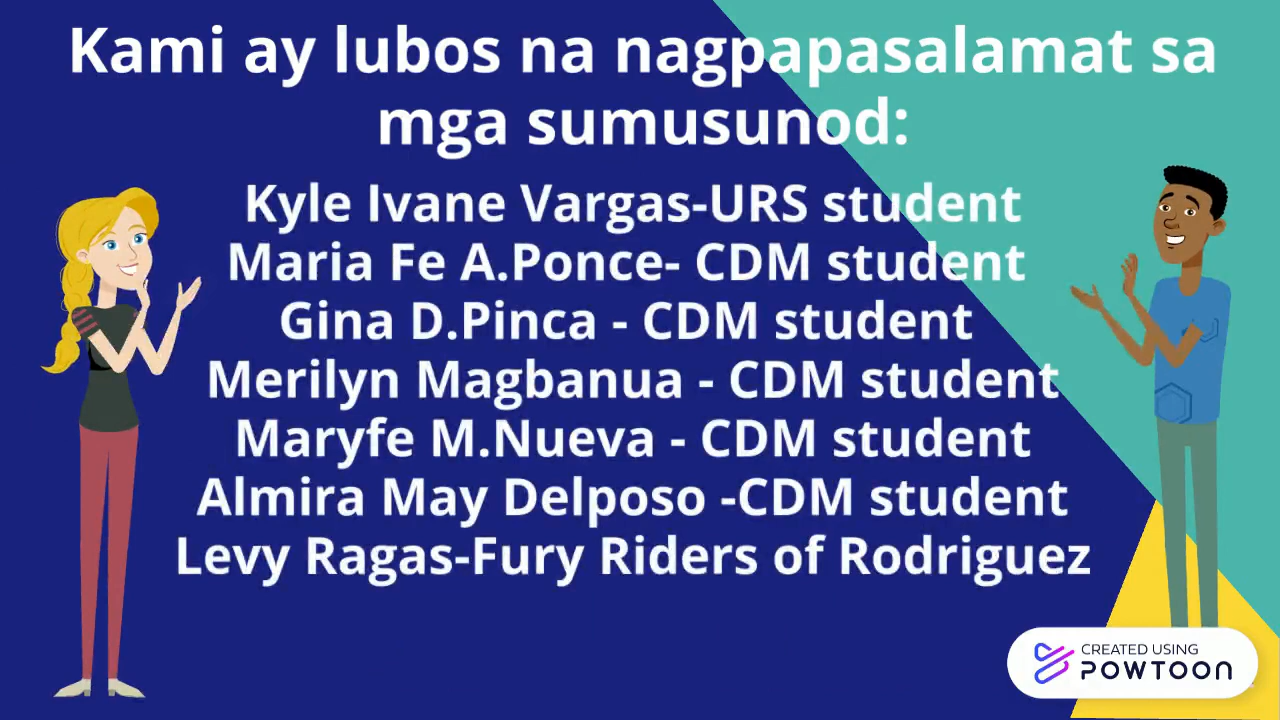 Kami ay lubos na nagpapasalamat sa
mga sumusunod:
Kyle Ivane Vargas-URS student
Maria Fe A.Ponce- CDM student
Gina D.Pinca - CDM student
Merilyn Magbanua - CDM student
Maryfe M.Nueva - CDM student
Almira May Delposo -CDM student
Levy Ragas-Fury Riders of Rodriguez
CREATED USING
POWTOON